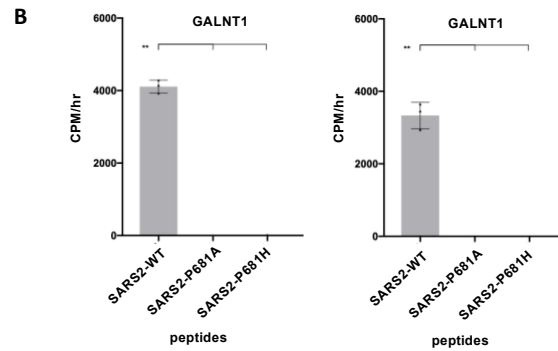 B
GALNT1
**
CPM/hr
6000
4000
2000
0
SARS2-WT
SARS2-P681A
SARS2-P681H
peptides
GALNT1
**
CPM/hr
6000
4000
2000
0
SARS2-WT
SARS2-P681A
SARS2-P681H
peptides